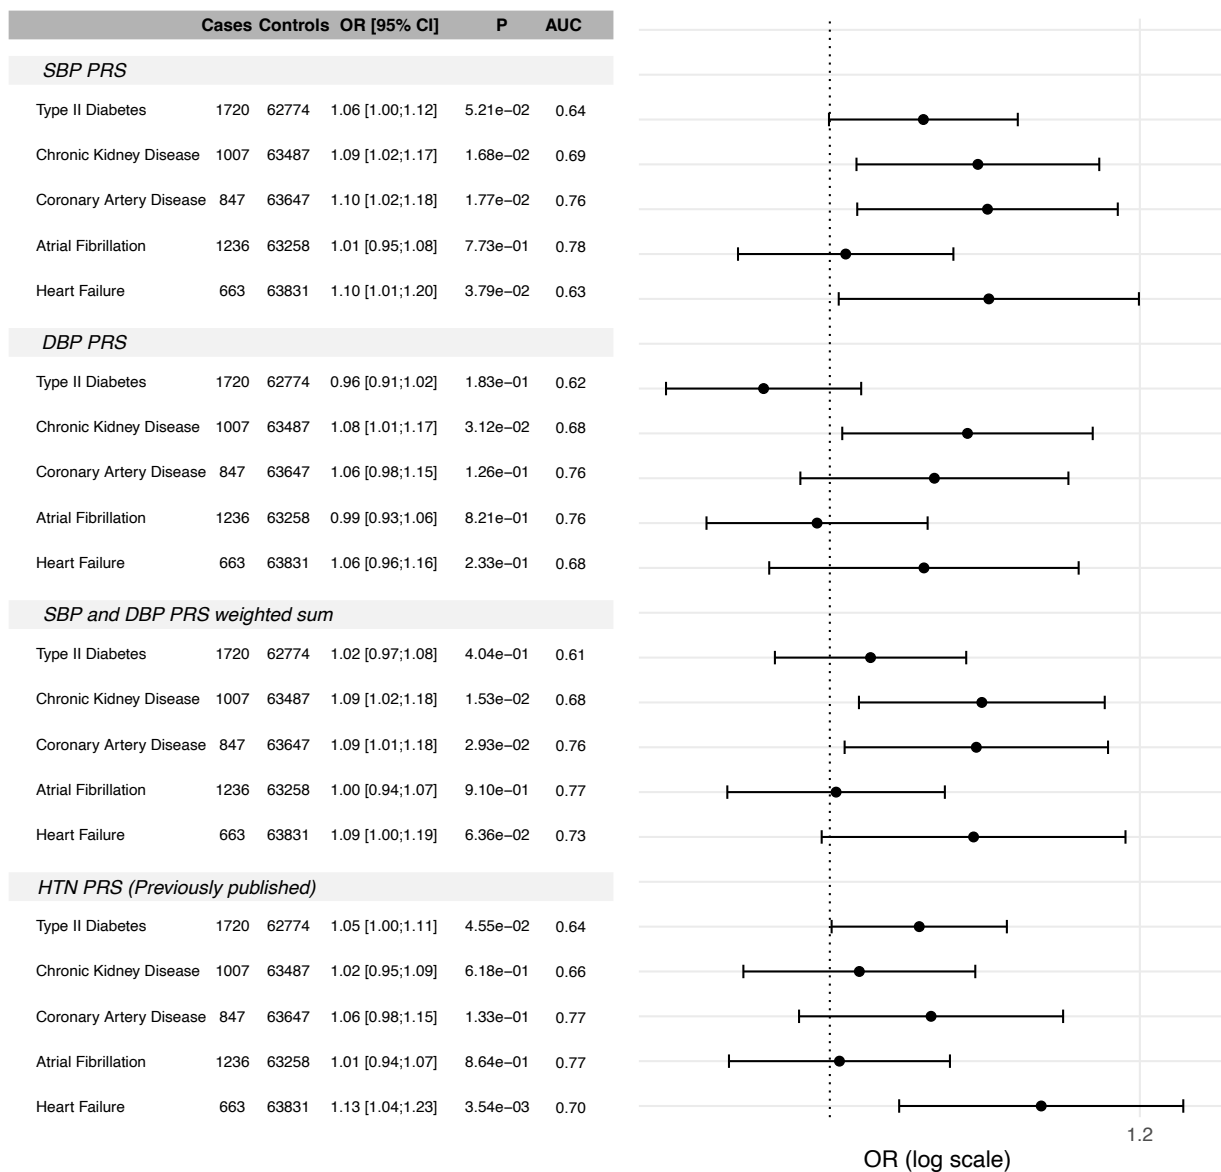 Cases Controls OR [95% CI] P AUC
SBP PRS
Type II Diabetes 1720 62774 1.06 [1.00;1.12] 5.21e−02 0.64
Chronic Kidney Disease 1007 63487 1.09 [1.02;1.17] 1.68e−02 0.69
Coronary Artery Disease 847 63647 1.10 [1.02;1.18] 1.77e−02 0.76
Atrial Fibrillation 1236 63258 1.01 [0.95;1.08] 7.73e−01 0.78
Heart Failure 663 63831 1.10 [1.01;1.20] 3.79e−02 0.63
DBP PRS
Type II Diabetes 1720 62774 0.96 [0.91;1.02] 1.83e−01 0.62
Chronic Kidney Disease 1007 63487 1.08 [1.01;1.17] 3.12e−02 0.68
Coronary Artery Disease 847 63647 1.06 [0.98;1.15] 1.26e−01 0.76
Atrial Fibrillation 1236 63258 0.99 [0.93;1.06] 8.21e−01 0.76
Heart Failure 663 63831 1.06 [0.96;1.16] 2.33e−01 0.68
SBP and DBP PRS weighted sum
Type II Diabetes 1720 62774 1.02 [0.97;1.08] 4.04e−01 0.61
Chronic Kidney Disease 1007 63487 1.09 [1.02;1.18] 1.53e−02 0.68
Coronary Artery Disease 847 63647 1.09 [1.01;1.18] 2.93e−02 0.76
Atrial Fibrillation 1236 63258 1.00 [0.94;1.07] 9.10e−01 0.77
Heart Failure 663 63831 1.09 [1.00;1.19] 6.36e−02 0.73
HTN PRS (Previously published)
Type II Diabetes 1720 62774 1.05 [1.00;1.11] 4.55e−02 0.64
Chronic Kidney Disease 1007 63487 1.02 [0.95;1.09] 6.18e−01 0.66
Coronary Artery Disease 847 63647 1.06 [0.98;1.15] 1.33e−01 0.77
Atrial Fibrillation 1236 63258 1.01 [0.94;1.07] 8.64e−01 0.77
Heart Failure 663 63831 1.13 [1.04;1.23] 3.54e−03 0.70
1.2
OR (log scale)